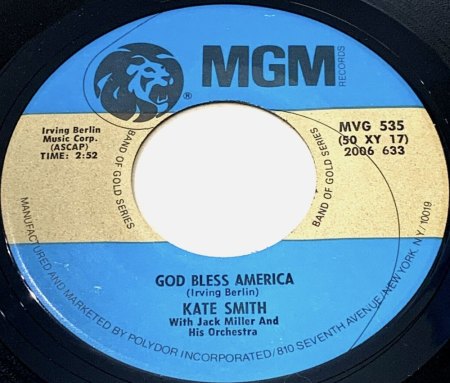 MGM
RECORDS
®
Irving Berlin
Music Corp.
(ASCAP)
TIME: 2:52
BAND OF GOLD SERIES
BAND OF GOLD SERIES
MVG 535
(50 XY 17)
2006 633
GOD BLESS AMERICA
(Irving Berlin)
KATE SMITH
With Jack Miller And
His Orchestra
MANUFACTURED AND MARKETED BY POLYDOR INCORPORATED/810 SEVENTH AVENUE/NEW YORK, N.Y./10019